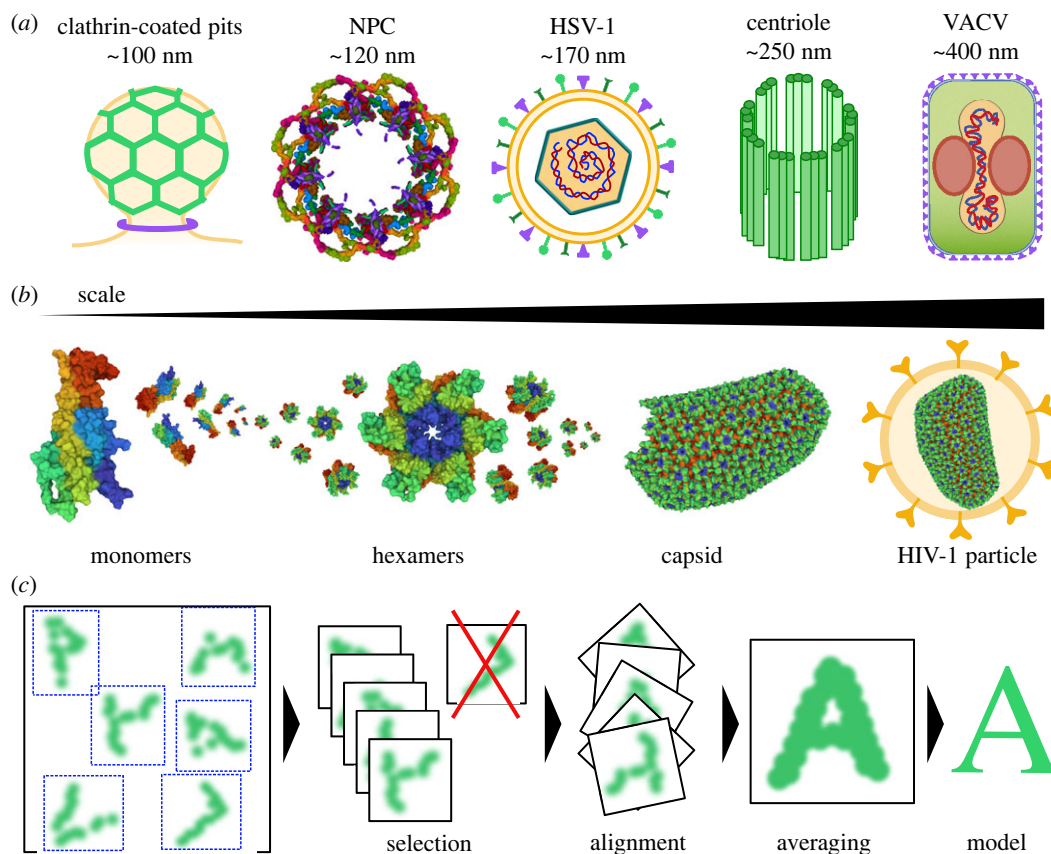 (a)
clathrin-coated pits
~100 nm
NPC
~120 nm
HSV-1
~170 nm
centriole
~250 nm
VACV
~400 nm
(b)
scale
monomers
hexamers
capsid
HIV-1 particle
(c)
A
A
selection
alignment
averaging
model